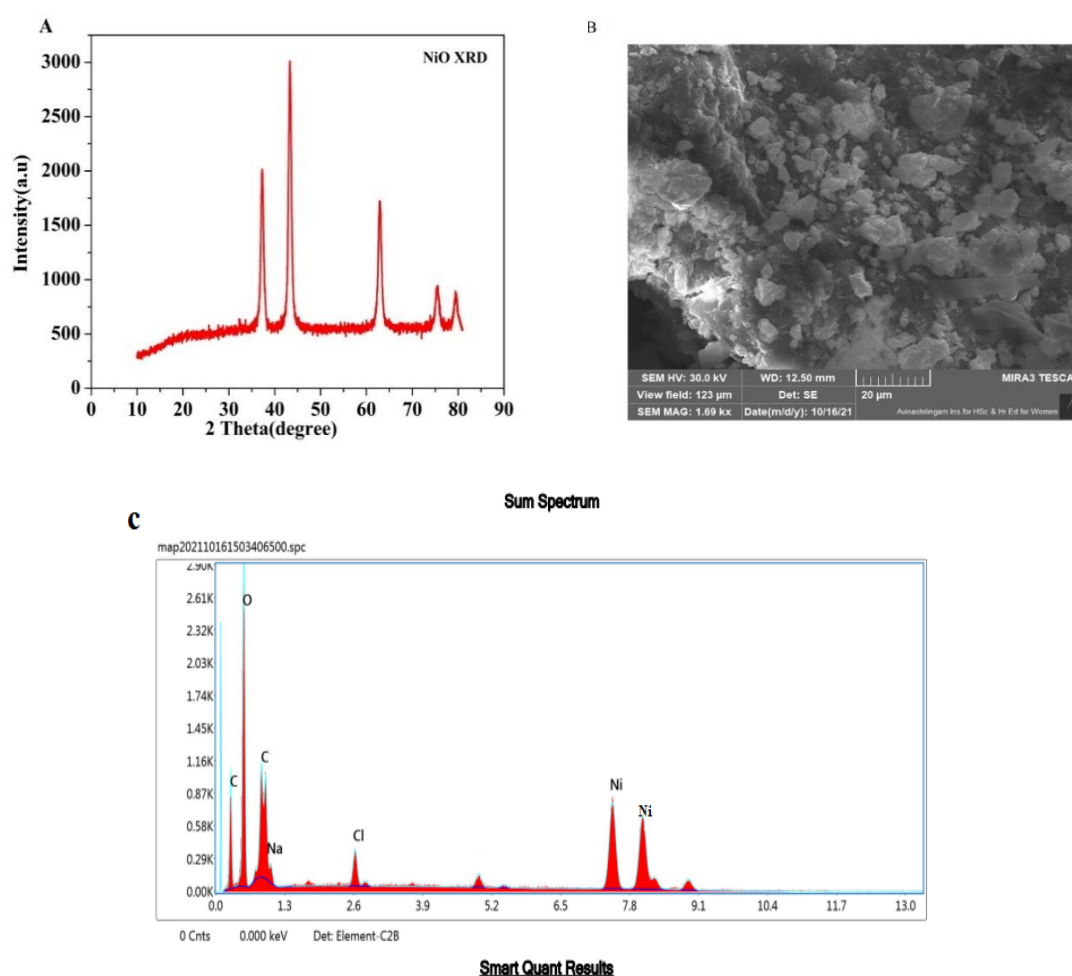 A
NiO XRD
Intensity(a.u)
3000
2500
2000
1500
1000
500
0
0 10 20 30 40 50 60 70 80 90
2 Theta(degree)
B
SEM HV: 30.0 kV WD: 12.50 mm MIRA3 TESCA
View field: 123 µm Det: SE 20 µm
SEM MAG: 1.69 kx Date(m/d/y): 10/16/21 Avinashilingam Ins for HSc & Hr Ed for Women
Sum Spectrum
C
map202110161503406500.spc
2.90K
2.61K
2.32K
2.03K
1.74K
1.45K
1.16K
0.87K
0.58K
0.29K
0.00K
C
O
C
Na
Cl
Ni
Ni
0.0 1.3 2.6 3.9 5.2 6.5 7.8 9.1 10.4 11.7 13.0
0 Cnts 0.000 keV Det: Element-C2B
Smart Quant Results